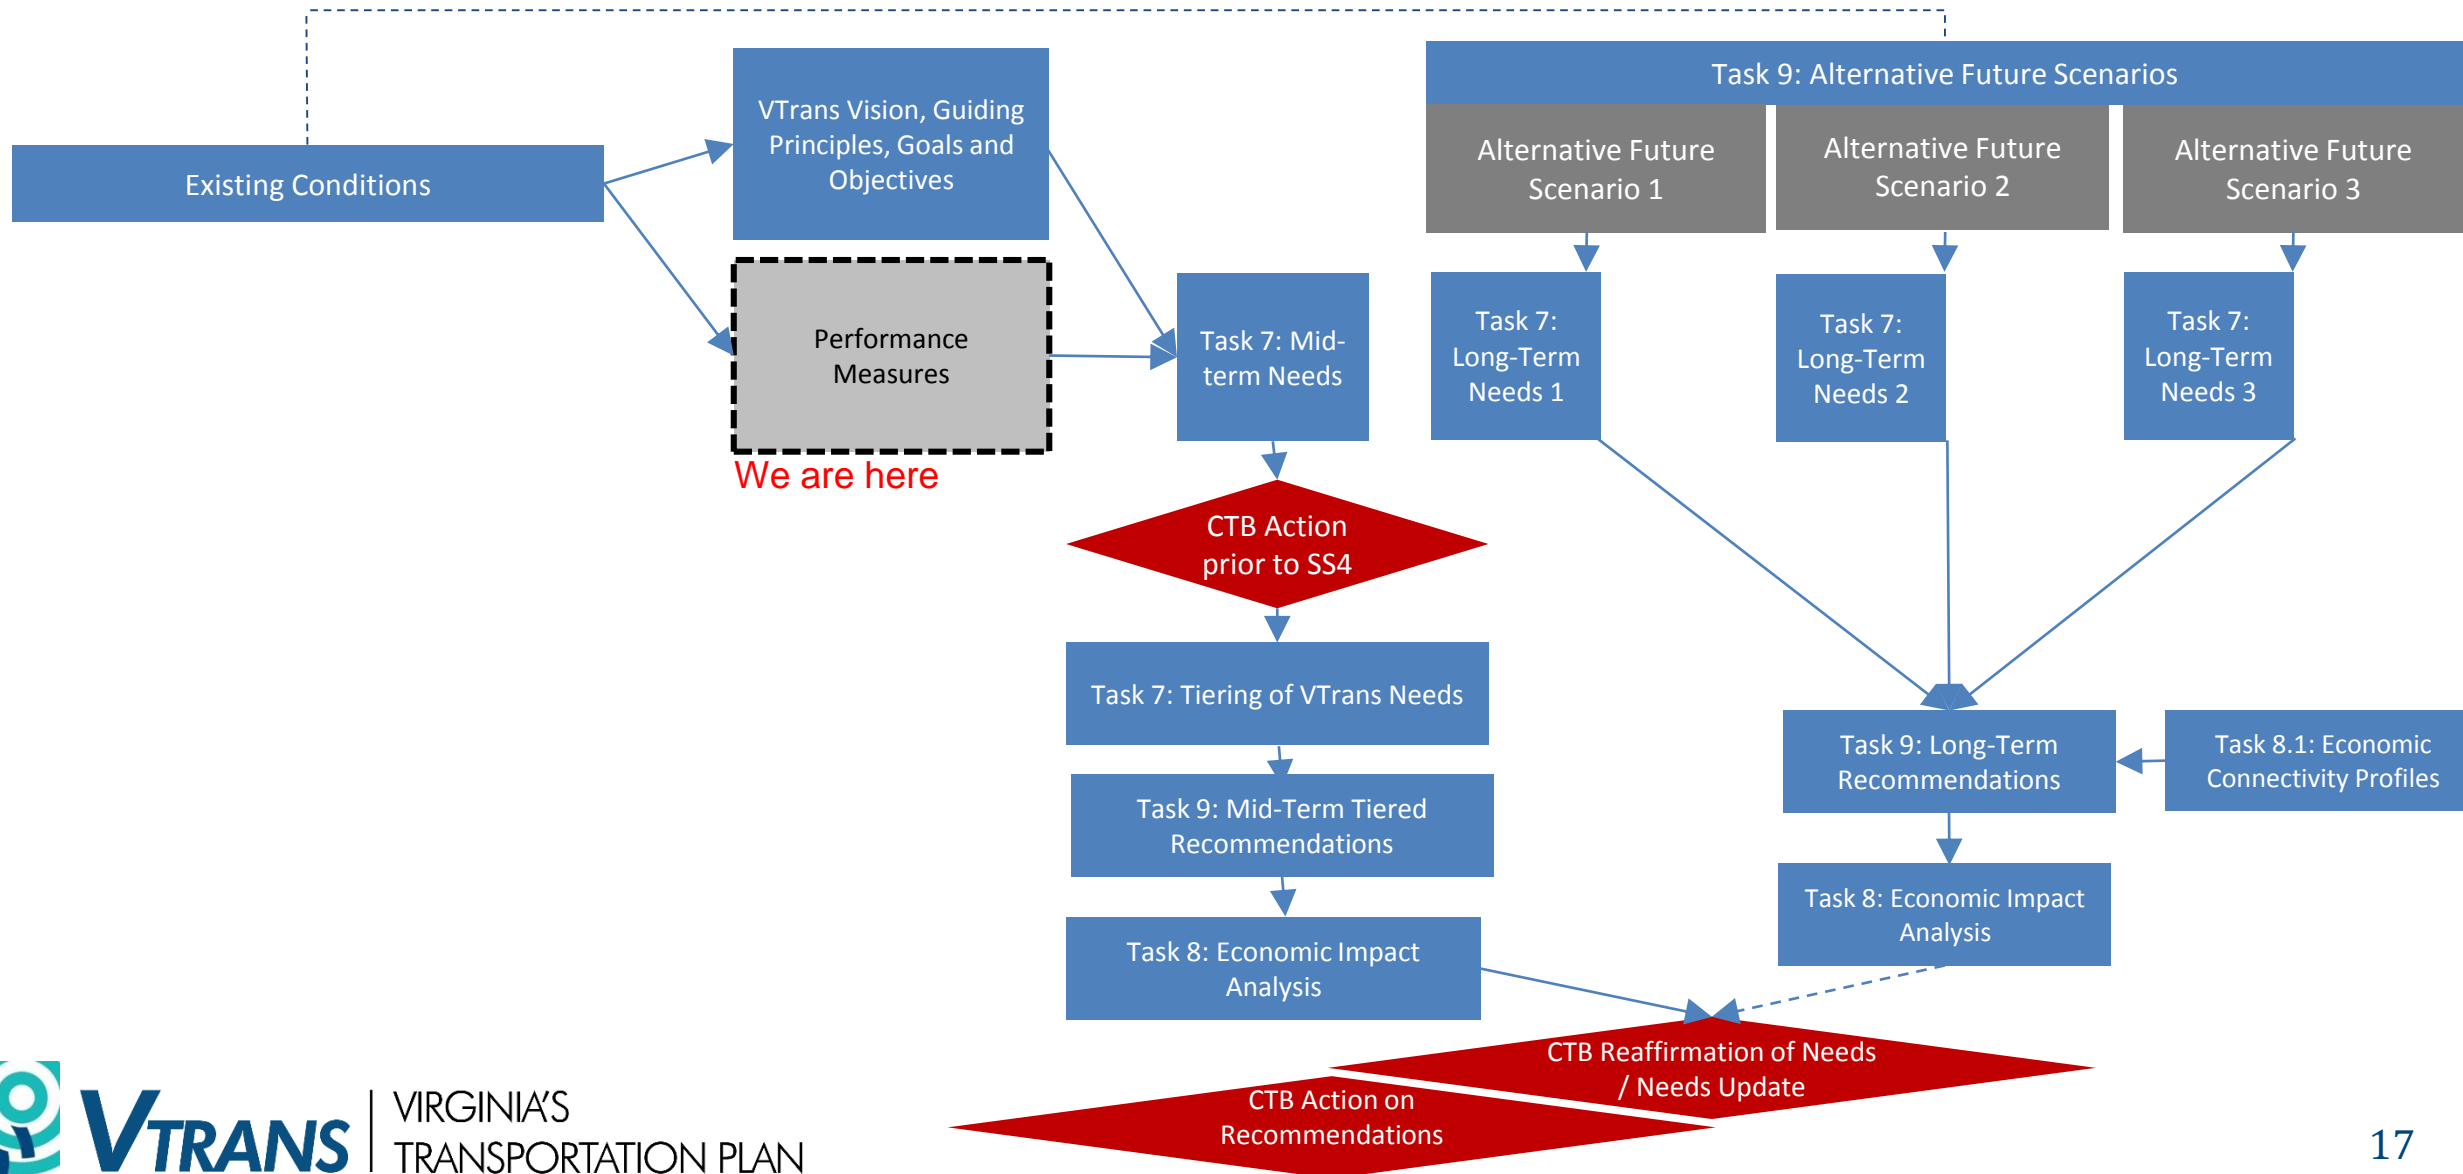 Task 9: Alternative Future Scenarios
VTrans Vision, Guiding
Principles, Goals and
Objectives
Existing Conditions
Alternative Future
Scenario 1
Alternative Future
Scenario 2
Alternative Future
Scenario 3
Performance
Measures
We are here
Task 7: Mid-
term Needs
Task 7:
Long-Term
Needs 1
Task 7:
Long-Term
Needs 2
Task 7:
Long-Term
Needs 3
CTB Action
prior to SS4
Task 7: Tiering of VTrans Needs
Task 9: Long-Term
Recommendations
Task 8.1: Economic
Connectivity Profiles
Task 9: Mid-Term Tiered
Recommendations
Task 8: Economic Impact
Analysis
Task 8: Economic Impact
Analysis
CTB Reaffirmation of Needs
/ Needs Update
CTB Action on
Recommendations
VTRANS
VIRGINIA'S
TRANSPORTATION PLAN
17